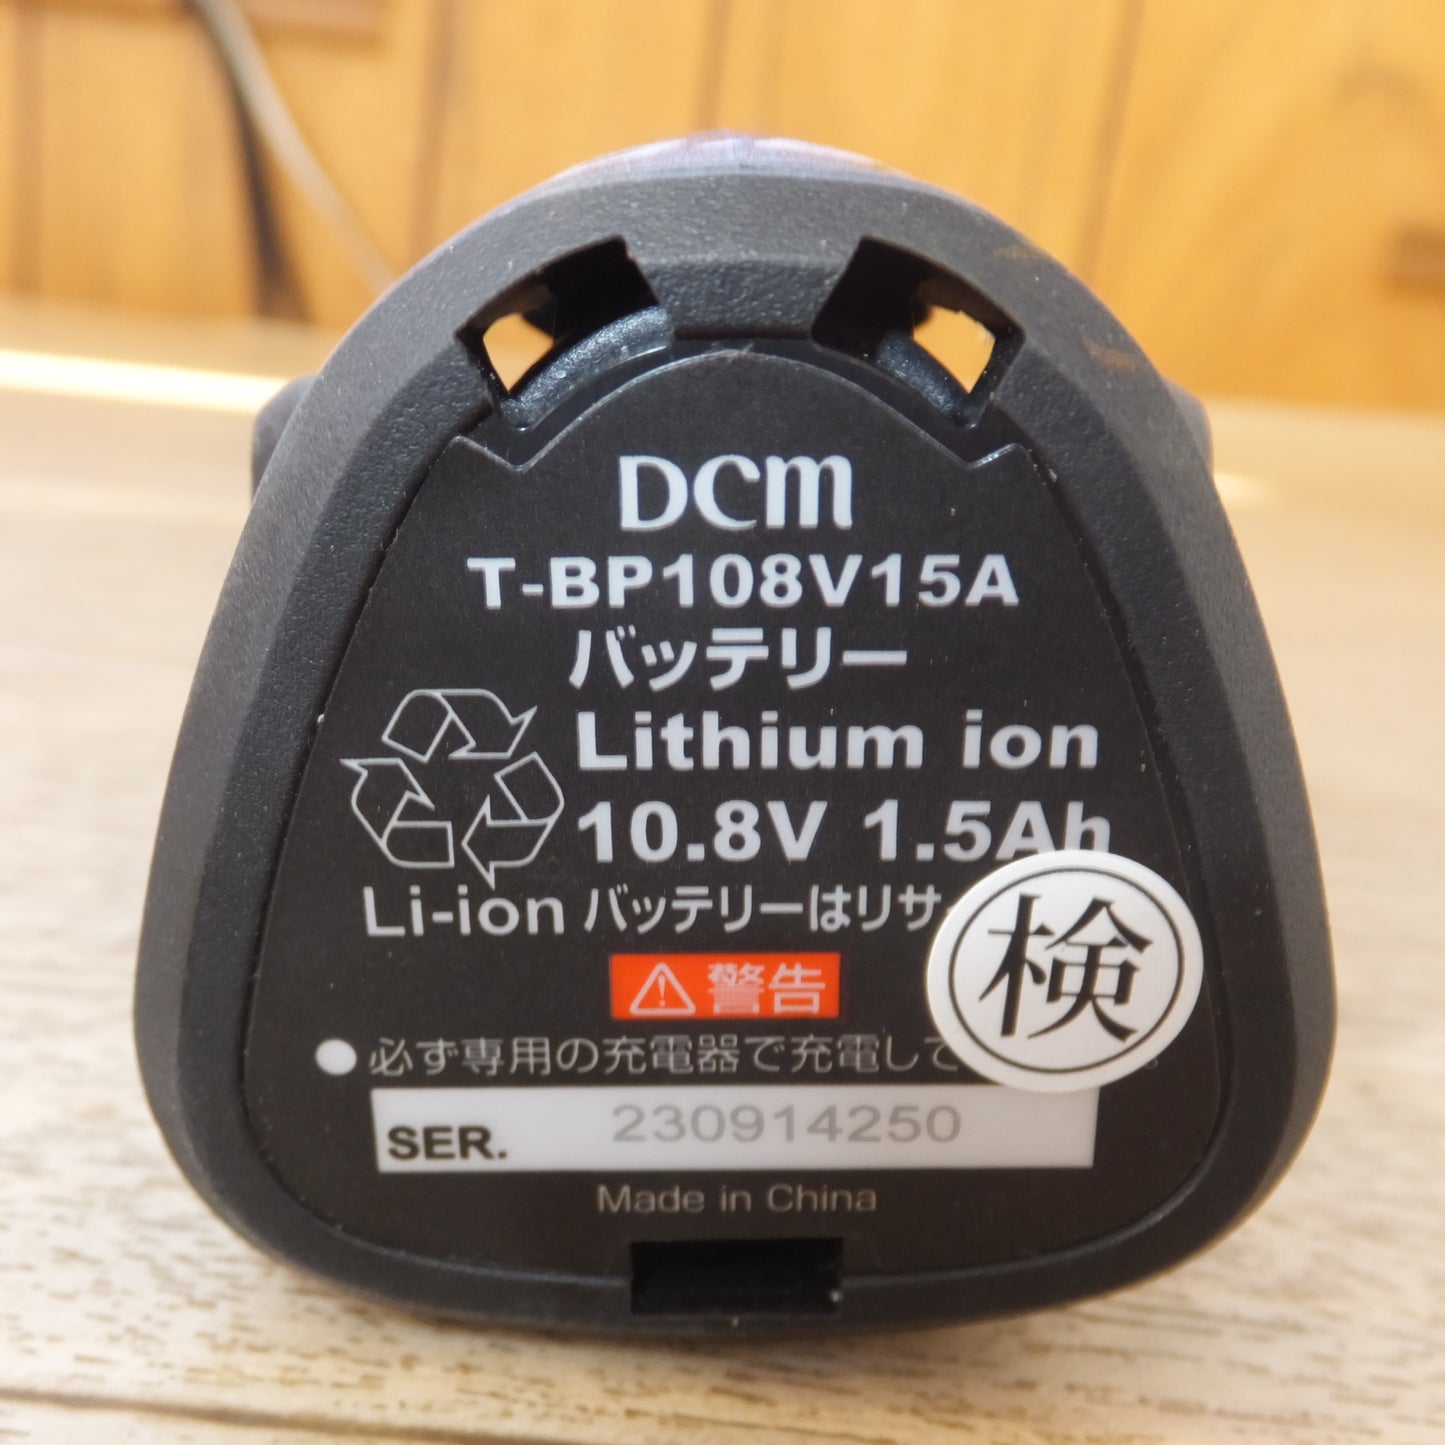 DCM
T-BP108V15A
バッテリー
Lithium ion
10.8V 1.5Ah
Li-ion バッテリーはリサ
検
警告
●必ず専用の充電器で充電して
SER. 230914250
Made in China